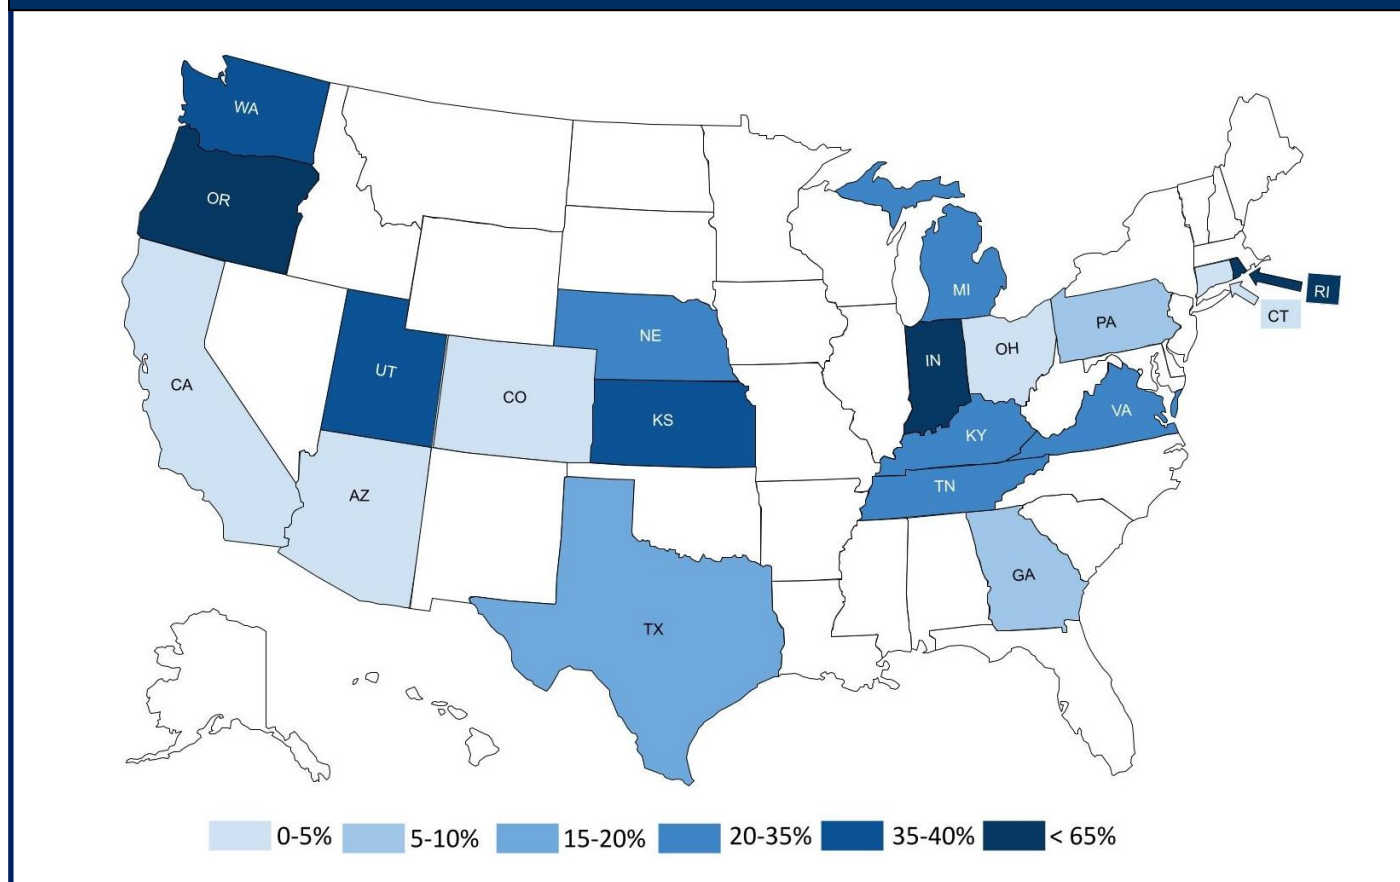 WA
OR
RI
MI
CT
PA
NE
OH
IN
UT
CA
CO
VA
KS
KY
TN
AZ
GA
TX
0-5%
5-10%
15-20%
20-35%
35-40%
< 65%